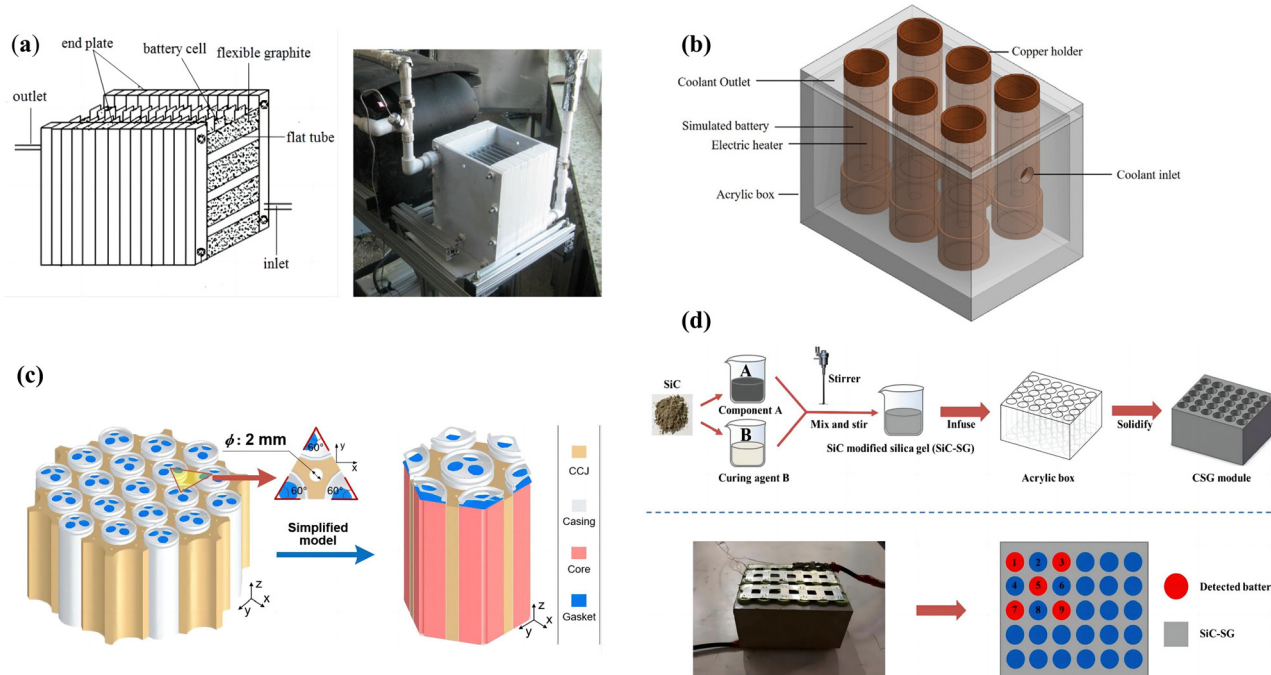 (a)
end plate
battery cell
flexible graphite
outlet
flat tube
inlet
(b)
Copper holder
Coolant Outlet
Simulated battery
Electric heater
Coolant inlet
Acrylic box
(c)
ϕ: 2 mm
60°
y
x
60°
60°
Simplified
model
z
y
x
z
y
x
CCJ
Casing
Core
Gasket
(d)
SiC
A
Component A
B
Curing agent B
Stirrer
Mix and stir
SiC modified silica gel (SiC-SG)
Infuse
Acrylic box
Solidify
CSG module
1 2 3
4 5 6
7 8 9
Detected batter
SiC-SG